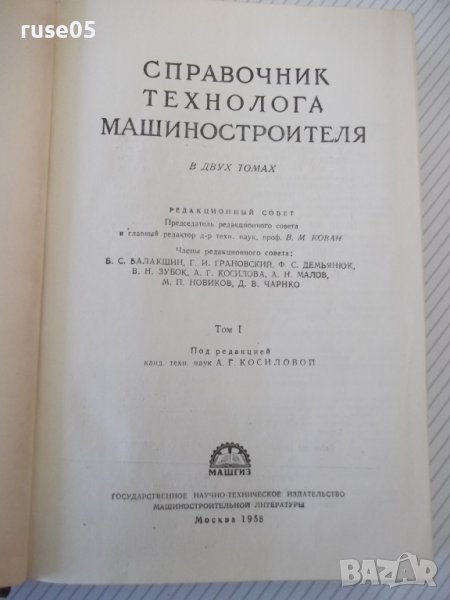 ruse05
СПРАВОЧНИК
ТЕХНОЛОГА
МАШИНОСТРОИТЕЛЯ
В ДВУХ ТОМАХ
РЕДАКЦИОННЫЙ СОВЕТ
Председатель редакционного совета
и главный редактор д-р техн. наук, проф. В. М КОВАН
Члены редакционного совета:
Б. С. БАЛАКШИН, Г. И. ГРАНОВСКИЙ, Ф. С. ДЕМЬЯНЮК,
В. Н. ЗУБОК, А. Г. КОСИЛОВА, А. Н. МАЛОВ,
М. П. НОВИКОВ, Д. В. ЧАРНКО
Том I
Под редакцией
канд. техн. наук А. Г. КОСИЛОВОЙ
МАШГИЗ
ГОСУДАРСТВЕННОЕ НАУЧНО-ТЕХНИЧЕСКОЕ ИЗДАТЕЛЬСТВО
МАШИНОСТРОИТЕЛЬНОЙ ЛИТЕРАТУРЫ
Москва 1958
BAZAR.bg